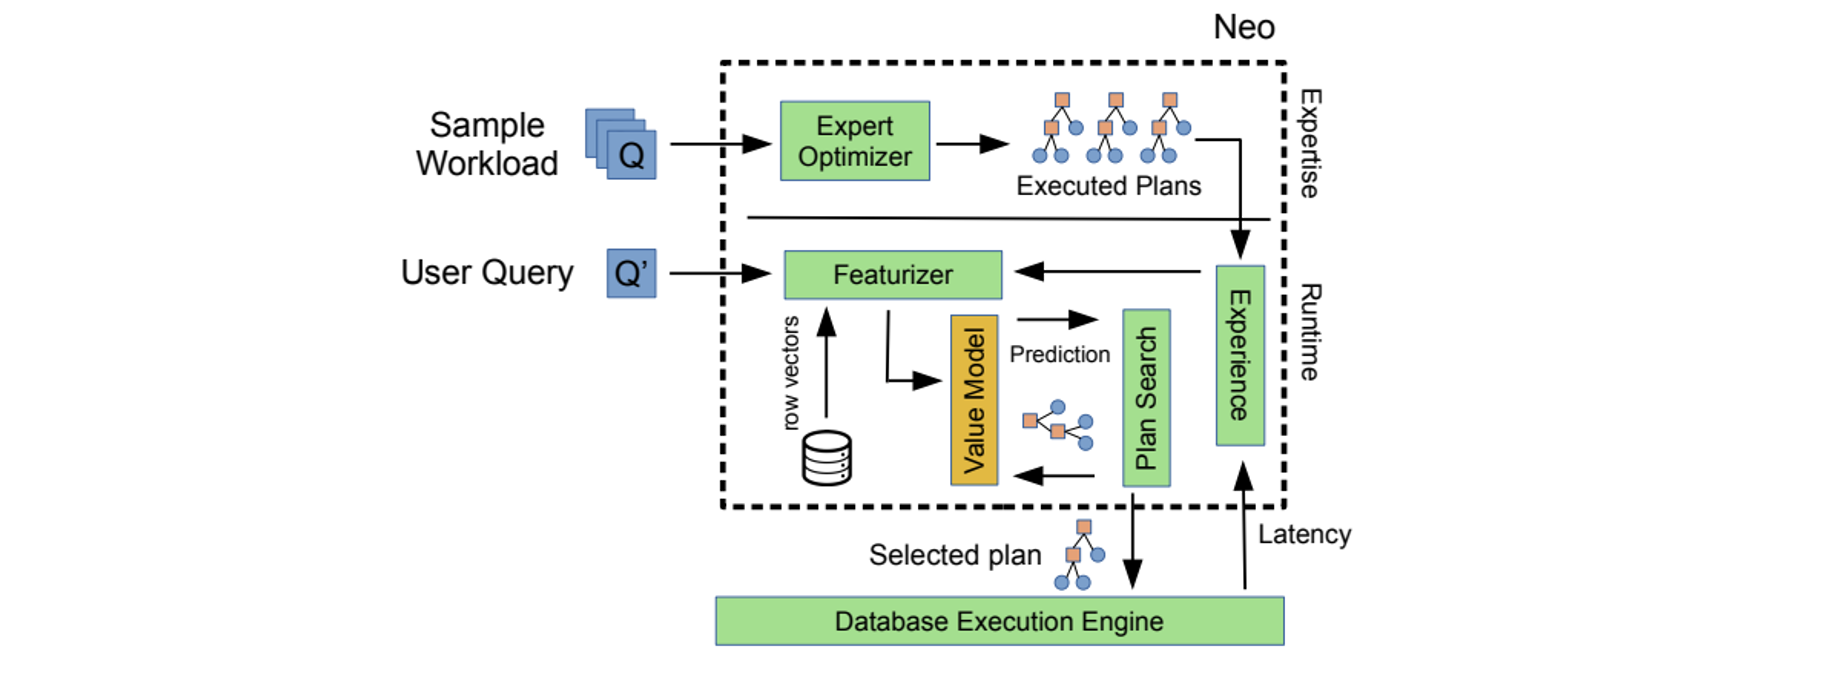 Neo
Sample
Workload
Q
Expert
Optimizer
Executed Plans
Expertise
User Query
Q’
Featurizer
row vectors
Value Model
Prediction
Plan Search
Experience
Runtime
Selected plan
Latency
Database Execution Engine